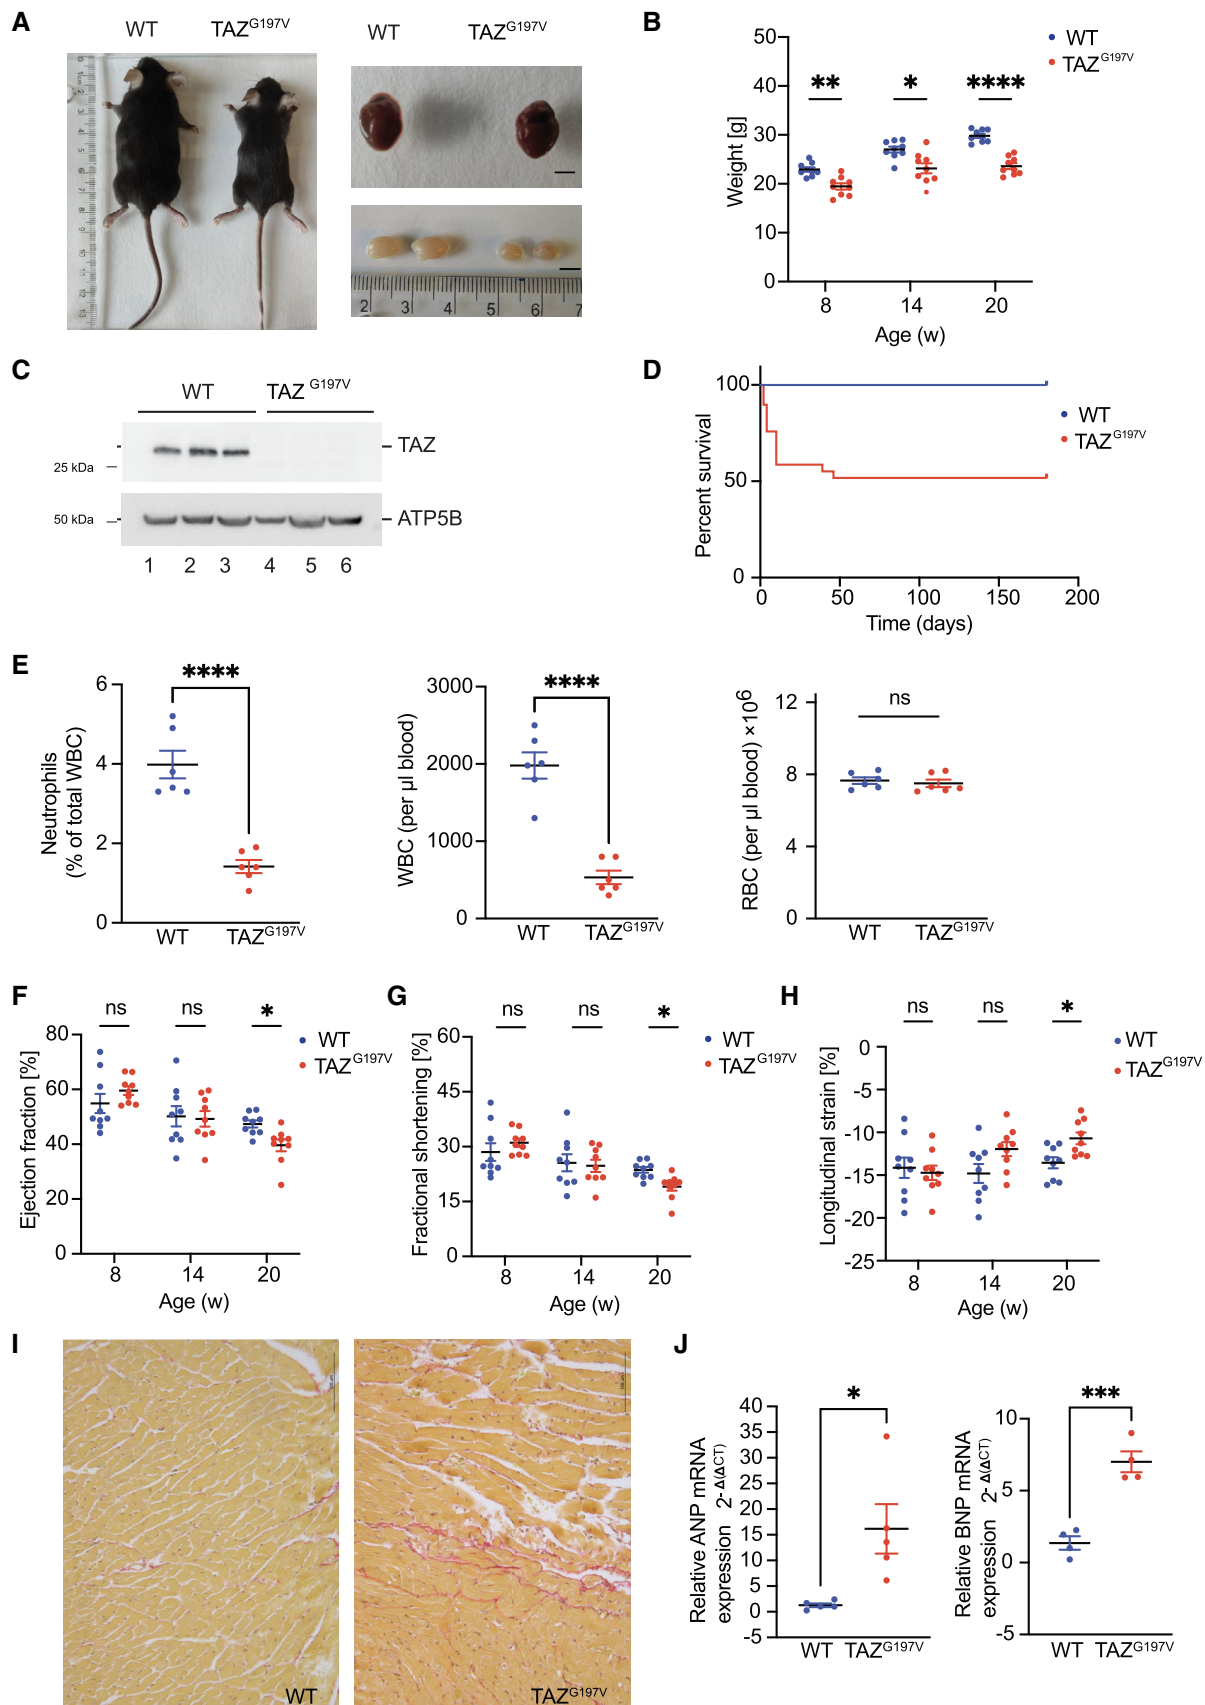 A
WT
TAZG197V
WT
TAZG197V
2 3 4 5 6 7
B
Weight [g]
50
40
30
20
10
0
** * ****
8 14 20
Age (w)
WT
TAZG197V
C
WT
TAZ G197V
TAZ
25 kDa
50 kDa
ATP5B
1 2 3 4 5 6
D
Percent survival
100
50
0
0 50 100 150 200
Time (days)
WT
TAZG197V
E
Neutrophils
(% of total WBC)
6
4
2
0
****
WT TAZG197V
WBC (per µl blood)
3000
2000
1000
0
****
WT TAZG197V
RBC (per µl blood) ×106
12
8
4
0
ns
WT TAZG197V
F
Ejection fraction [%]
80
60
40
20
0
ns ns *
8 14 20
Age (w)
WT
TAZG197V
G
Fractional shortening [%]
60
45
30
15
0
ns ns *
8 14 20
Age (w)
WT
TAZG197V
H
Longitudinal strain [%]
0
-5
-10
-15
-20
-25
ns ns *
8 14 20
Age (w)
WT
TAZG197V
I
WT
TAZG197V
J
Relative ANP mRNA
expression 2-Δ(ΔCT)
40
35
30
25
20
15
10
5
0
-5
*
WT TAZG197V
Relative BNP mRNA
expression 2-Δ(ΔCT)
10
5
0
-5
***
WT TAZG197V